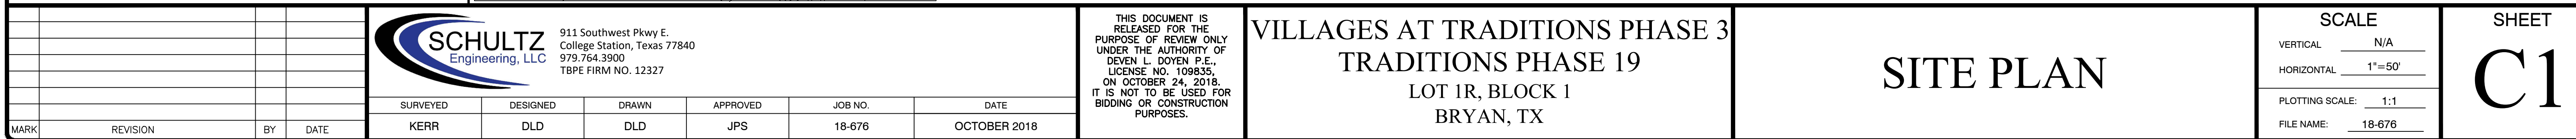 MARK REVISION BY DATE
SCHULTZ
Engineering, LLC
911 Southwest Pkwy E.
College Station, Texas 77840
979.764.3900
TBPE FIRM NO. 12327
SURVEYED DESIGNED DRAWN APPROVED JOB NO. DATE
KERR DLD DLD JPS 18-676 OCTOBER 2018
THIS DOCUMENT IS
RELEASED FOR THE
PURPOSE OF REVIEW ONLY
UNDER THE AUTHORITY OF
DEVEN L. DOYEN P.E.,
LICENSE NO. 109835,
ON OCTOBER 24, 2018.
IT IS NOT TO BE USED FOR
BIDDING OR CONSTRUCTION
PURPOSES.
VILLAGES AT TRADITIONS PHASE 3
TRADITIONS PHASE 19
LOT 1R, BLOCK 1
BRYAN, TX
SITE PLAN
SCALE
VERTICAL N/A
HORIZONTAL 1"=50'
PLOTTING SCALE: 1:1
FILE NAME: 18-676
SHEET
C1